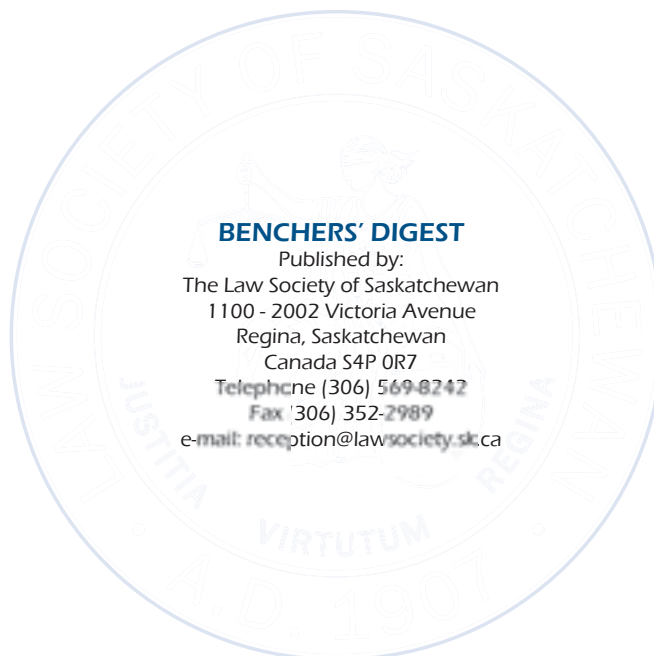 LAW SOCIETY OF SASKATCHEWAN
BENCHERS’ DIGEST
Published by:
The Law Society of Saskatchewan
1100 - 2002 Victoria Avenue
Regina, Saskatchewan
Canada S4P 0R7
Telephone (306) 569-8242
Fax (306) 352-2989
e-mail: reception@lawsociety.sk.ca
JUSTITIA VIRTUTUM REGINA
· A.D. 1907 ·